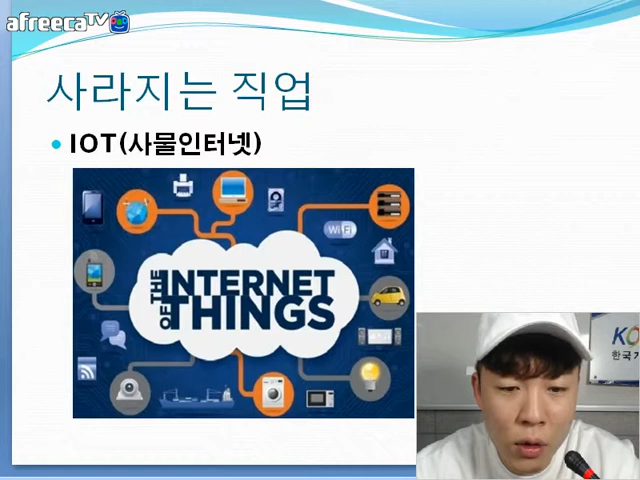 afreecaTV
사라지는 직업
IOT(사물인터넷)
WiFi
THE INTERNET
OF THINGS
한국기